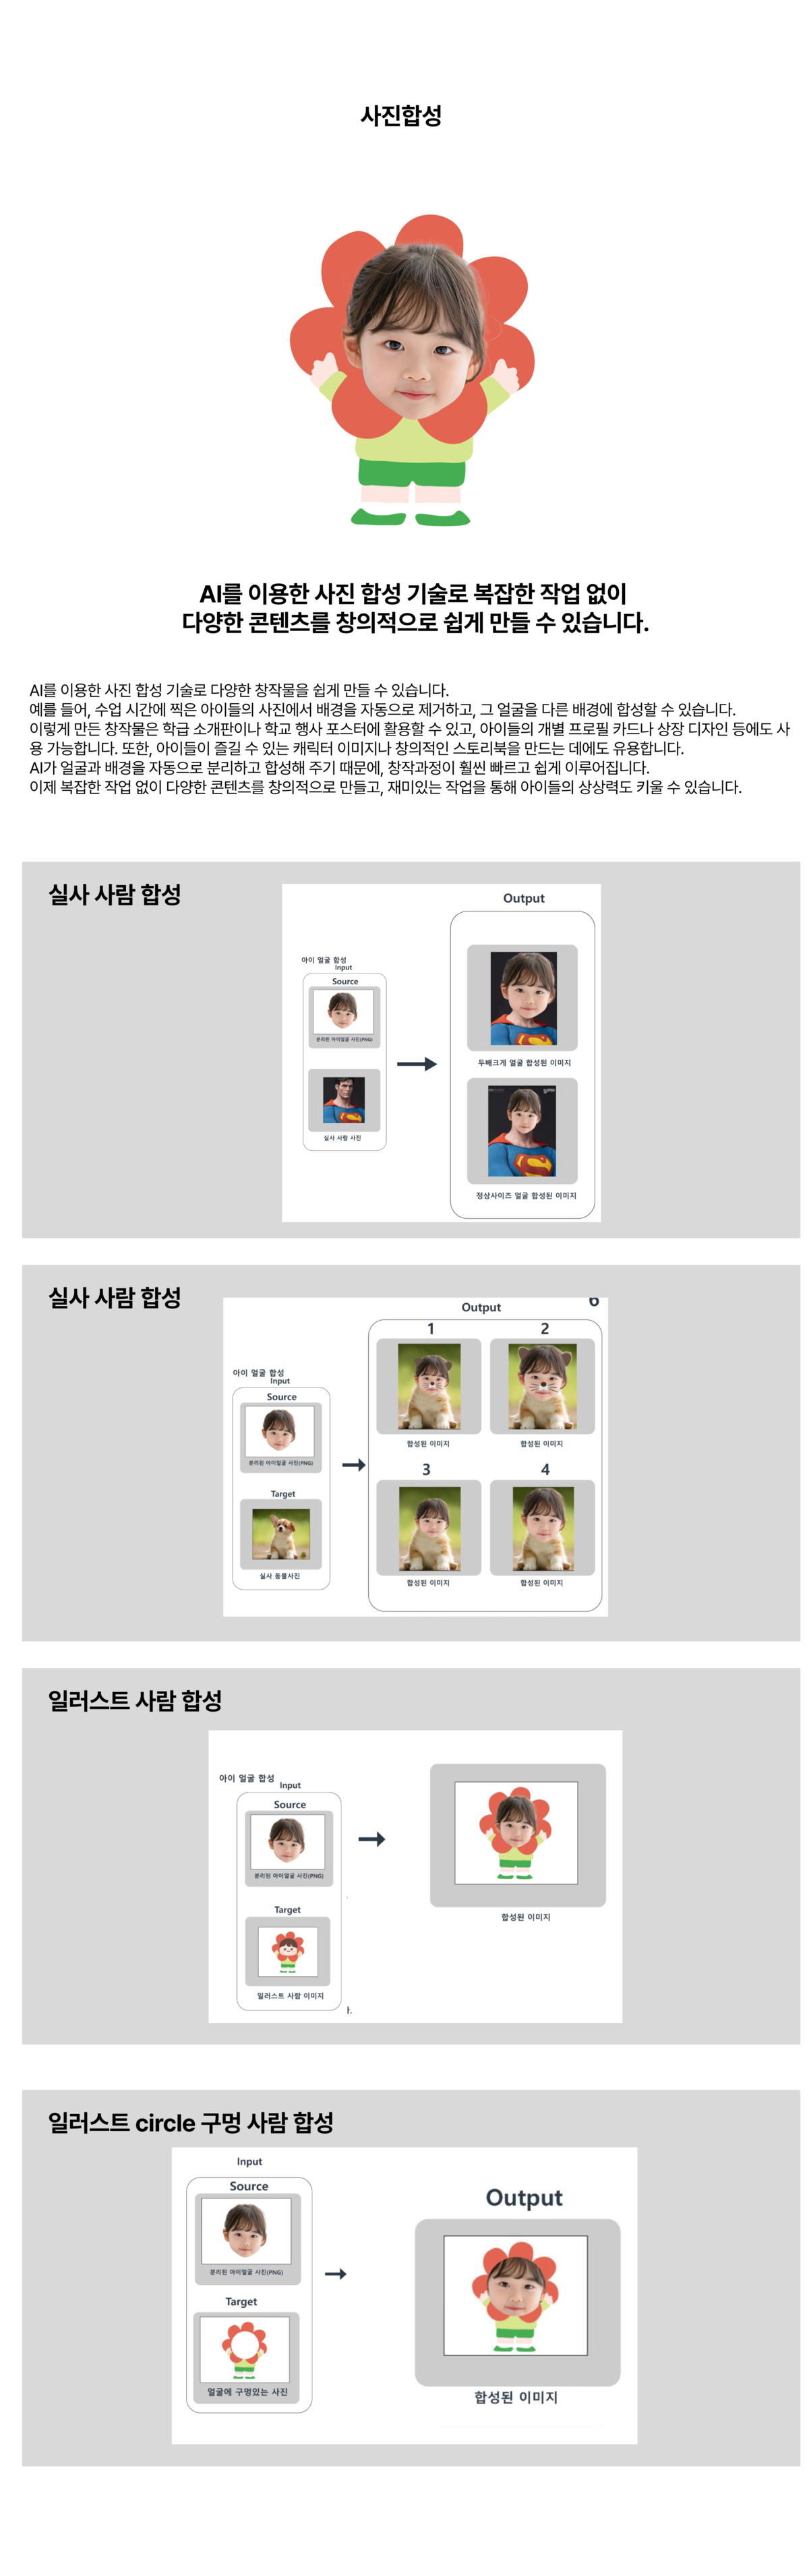 사진합성
AI를 이용한 사진 합성 기술로 복잡한 작업 없이
다양한 콘텐츠를 창의적으로 쉽게 만들 수 있습니다.
AI를 이용한 사진 합성 기술로 다양한 창작물을 쉽게 만들 수 있습니다.
예를 들어, 수업 시간에 찍은 아이들의 사진에서 배경을 자동으로 제거하고, 그 얼굴을 다른 배경에 합성할 수 있습니다.
이렇게 만든 창작물은 학급 소개판이나 학교 행사 포스터에 활용할 수 있고, 아이들의 개별 프로필 카드나 상장 디자인 등에도 사
용 가능합니다. 또한, 아이들이 즐길 수 있는 캐릭터 이미지나 창의적인 스토리북을 만드는 데에도 유용합니다.
AI가 얼굴과 배경을 자동으로 분리하고 합성해 주기 때문에, 창작과정이 훨씬 빠르고 쉽게 이루어집니다.
이제 복잡한 작업 없이 다양한 콘텐츠를 창의적으로 만들고, 재미있는 작업을 통해 아이들의 상상력도 키울 수 있습니다.
실사 사람 합성
Output
아이 얼굴 합성
Input
Source
분리된 아이얼굴 사진(PNG)
실사 사람 사진
두배크게 얼굴 합성된 이미지
정상사이즈 얼굴 합성된 이미지
실사 사람 합성
Output
1
2
아이 얼굴 합성
Input
Source
분리된 아이얼굴 사진(PNG)
합성된 이미지
합성된 이미지
3
4
Target
실사 동물사진
합성된 이미지
합성된 이미지
일러스트 사람 합성
아이 얼굴 합성
Input
Source
분리된 아이얼굴 사진(PNG)
Target
일러스트 사람 이미지
합성된 이미지
일러스트 circle 구멍 사람 합성
Input
Source
분리된 아이얼굴 사진(PNG)
Target
얼굴에 구멍있는 사진
Output
합성된 이미지